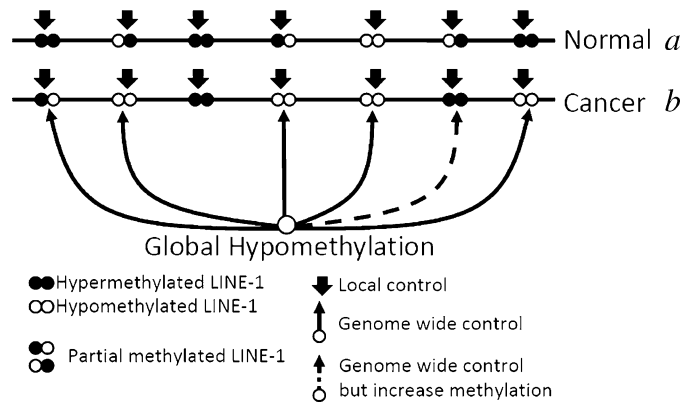 Normal a
Cancer b
Global Hypomethylation
Hypermethylated LINE-1
Hypomethylated LINE-1
Partial methylated LINE-1
Local control
Genome wide control
Genome wide control
but increase methylation